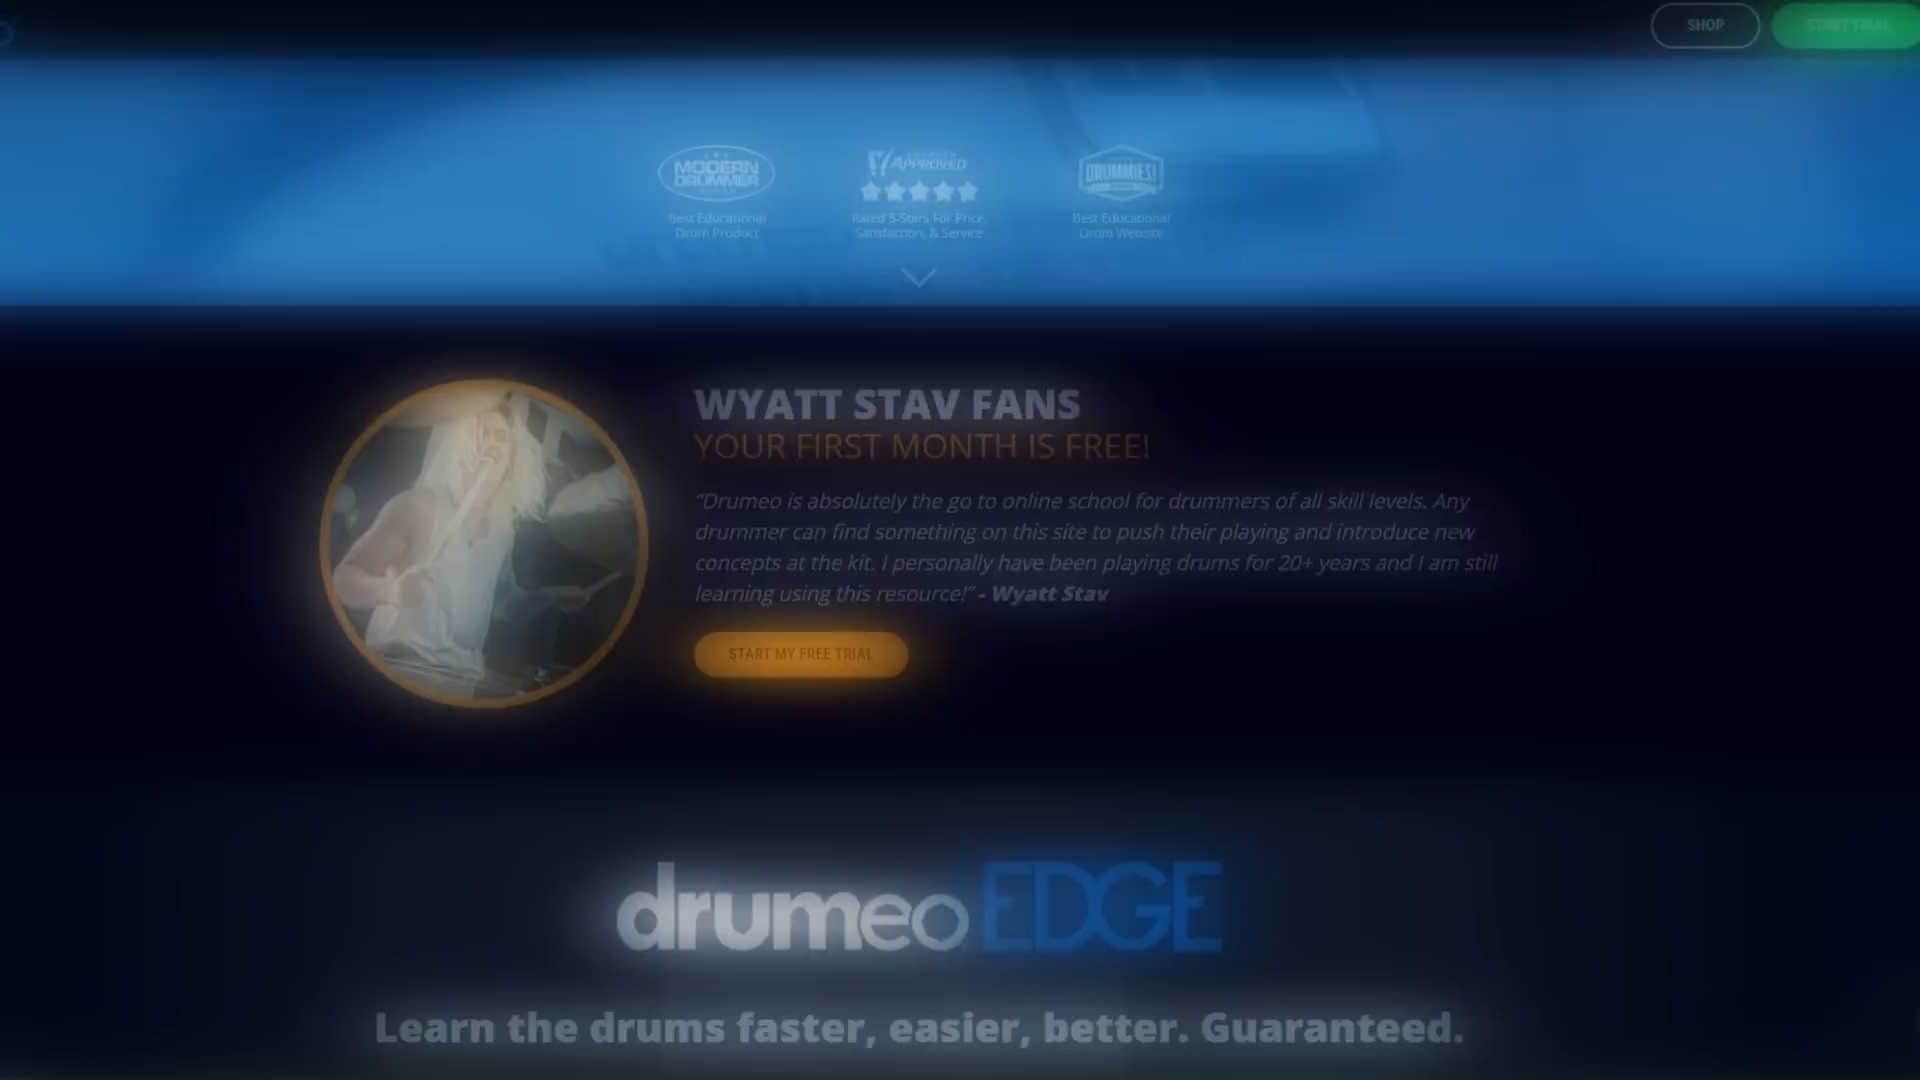 SHOP
START TRIAL
MODERN
DRUMMER
APPROVED
DRUMMIES!
Best Educational
Drum Product
Rated 5-Stars For Price,
Satisfaction, & Service
Best Educational
Drum Website
WYATT STAV FANS
YOUR FIRST MONTH IS FREE!
“Drumeo is absolutely the go to online school for drummers of all skill levels. Any
drummer can find something on this site to push their playing and introduce new
concepts at the kit. I personally have been playing drums for 20+ years and I am still
learning using this resource!” - Wyatt Stav
START MY FREE TRIAL
drumeo EDGE
Learn the drums faster, easier, better. Guaranteed.